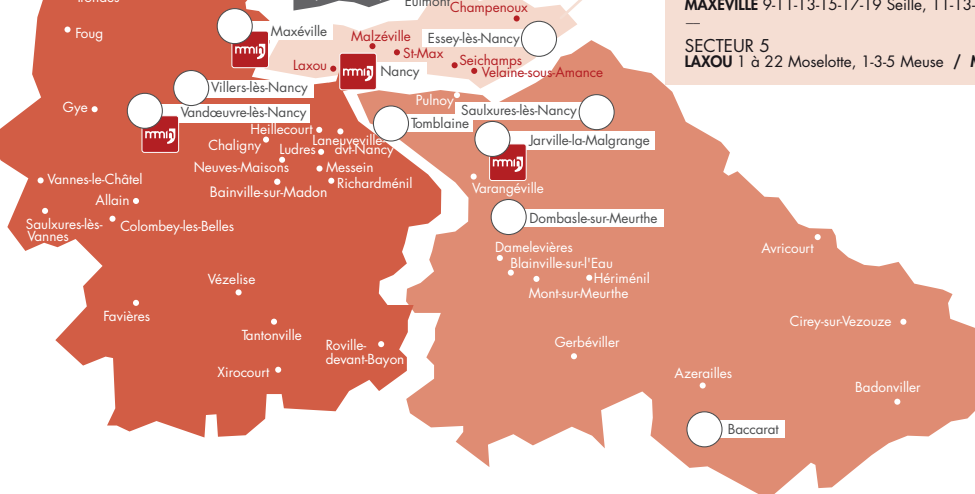 Eulmont
Champenoux
Foug
Maxéville
Malzéville
Essey-lès-Nancy
St-Max
Laxou
mmH
Nancy
Seichamps
Velaine-sous-Amance
Villers-lès-Nancy
Pulnoy
Gye
Vandœuvre-lès-Nancy
Saulxures-lès-Nancy
Tomblaine
Heillecourt
Laneuveville-
dvt-Nancy
Jarville-la-Malgrange
Chaligny
Ludres
Neuves-Maisons
Messein
Richardménil
Bainville-sur-Madon
Varangéville
Vannes-le-Châtel
Allain
Saulxures-lès-
Vannes
Colombey-les-Belles
Dombasle-sur-Meurthe
Damelevières
Blainville-sur-l'Eau
Hériménil
Mont-sur-Meurthe
Avricourt
Vézelise
Favières
Tantonville
Roville-
devant-Bayon
Xirocourt
Gerbéviller
Cirey-sur-Vezouze
Azerailles
Badonviller
Baccarat
MAXEVILLE 9-11-13-15-17-19 Seille, 11-13-
—
SECTEUR 5
LAXOU 1 à 22 Moselotte, 1-3-5 Meuse /